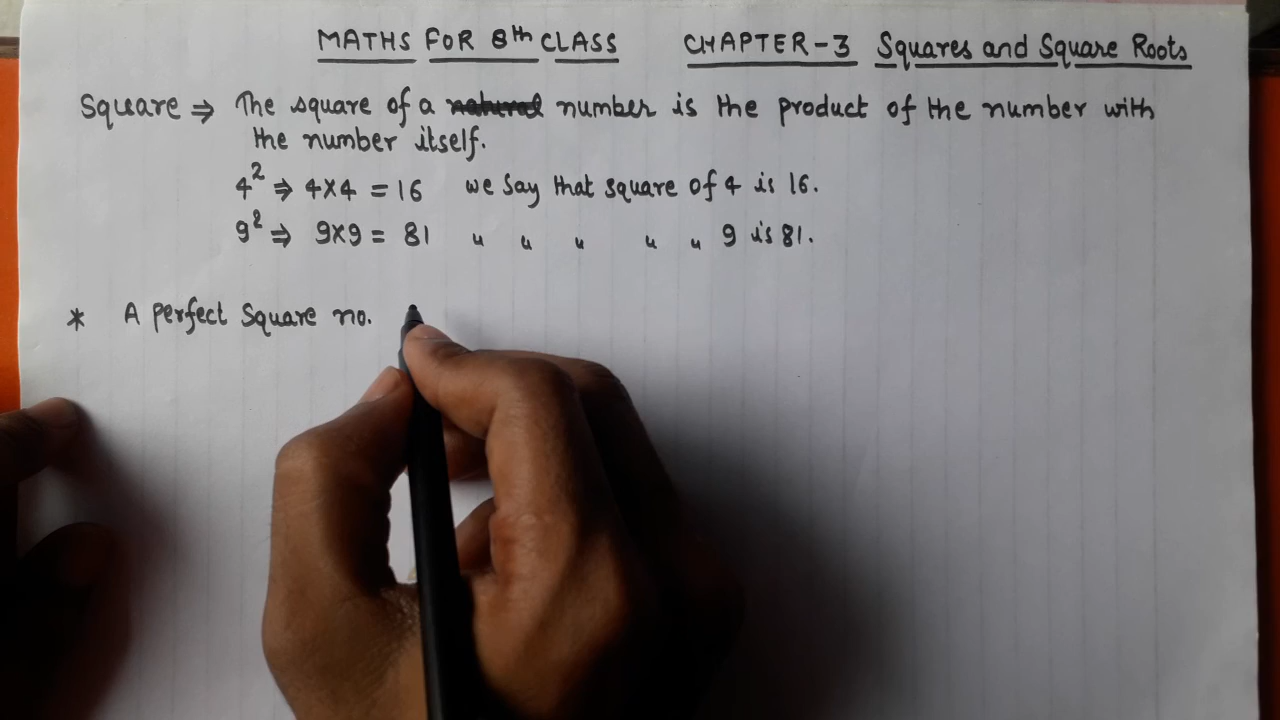 MATHS FOR 8th CLASS CHAPTER-3 Squares and Square Roots
Square ⇒ The square of a natural number is the product of the number with
the number itself.
4² ⇒ 4×4 = 16 we say that square of 4 is 16.
9² ⇒ 9×9 = 81 " " " " " 9 is 81.
* A perfect Square no.